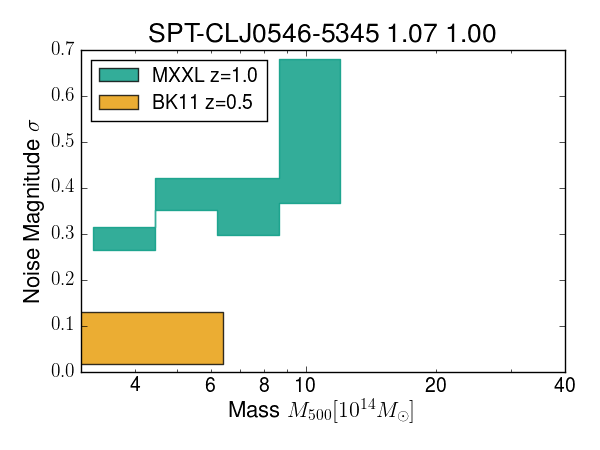 SPT-CLJ0546-5345 1.07 1.00
0.7
0.6
0.5
0.4
0.3
0.2
0.1
0.0
Noise Magnitude σ
MXXL z=1.0
BK11 z=0.5
4 6 8 10 20 40
Mass M₅₀₀[10¹⁴M☉]